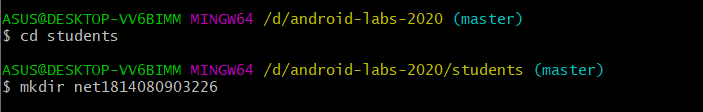 ASUS@DESKTOP-VV6BIMM MINGW64 /d/android-labs-2020 (master)
$ cd students
ASUS@DESKTOP-VV6BIMM MINGW64 /d/android-labs-2020/students (master)
$ mkdir net1814080903226